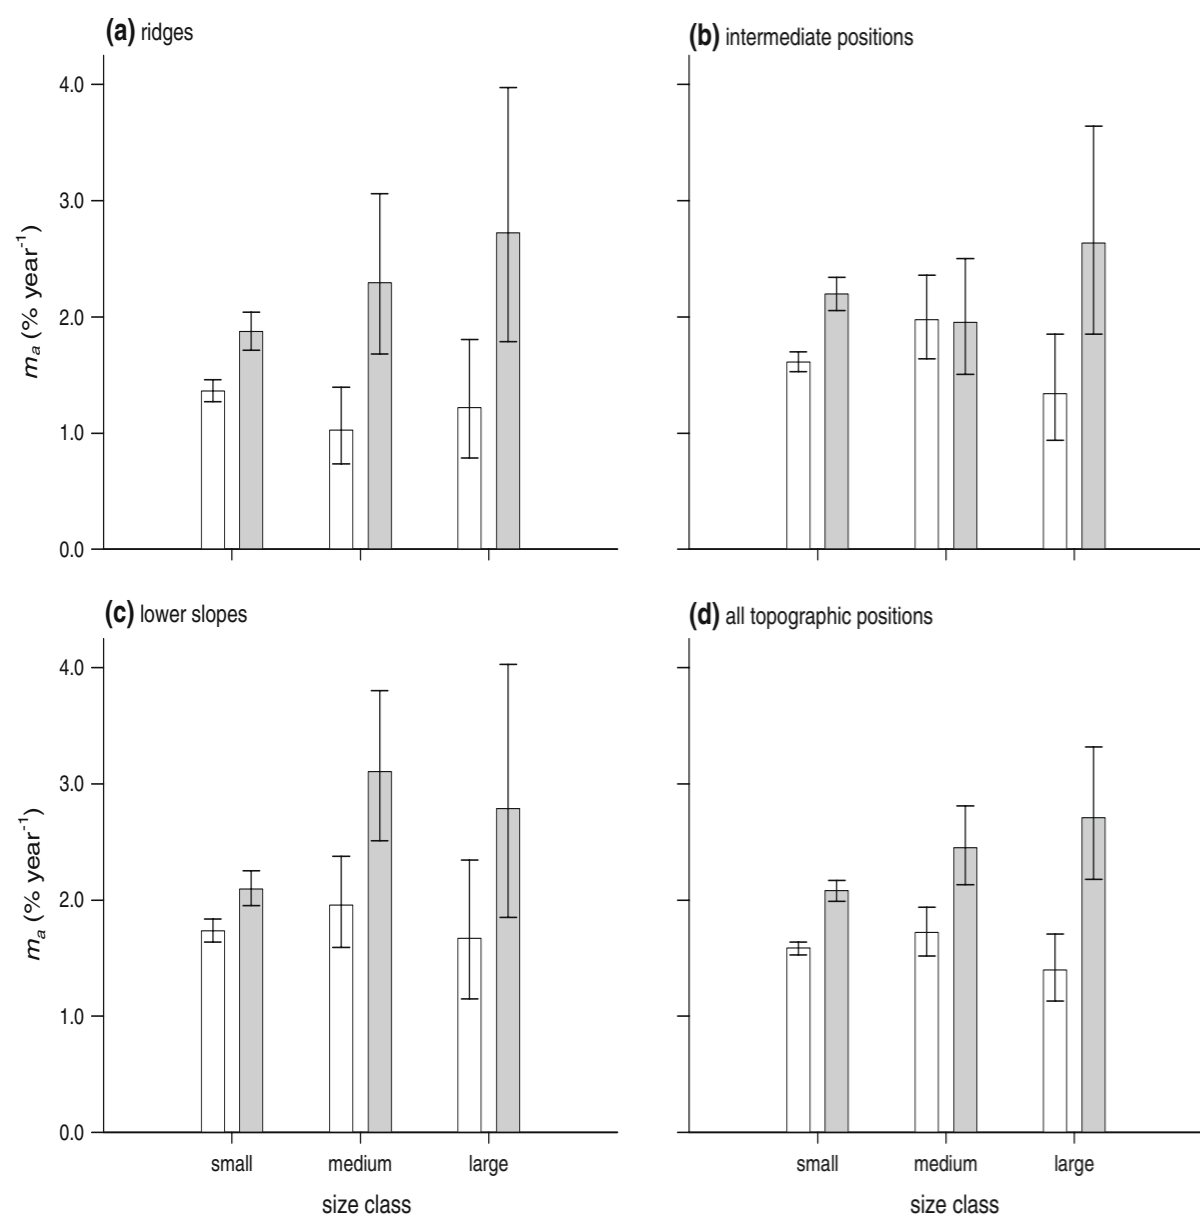 (a) ridges
(b) intermediate positions
4.0
3.0
2.0
1.0
0.0
mₐ (% year⁻¹)
(c) lower slopes
(d) all topographic positions
4.0
3.0
2.0
1.0
0.0
mₐ (% year⁻¹)
small medium large
small medium large
size class
size class